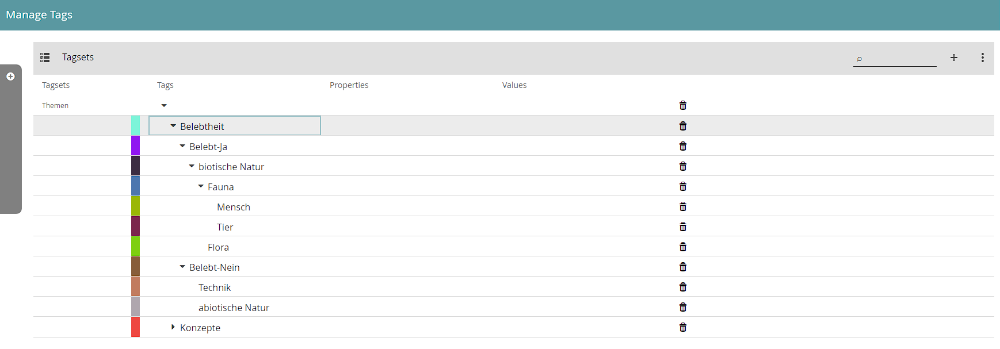 Manage Tags
Tagsets
Tagsets Tags Properties Values
Themen
Belebtheit
Belebt-Ja
biotische Natur
Fauna
Mensch
Tier
Flora
Belebt-Nein
Technik
abiotische Natur
Konzepte